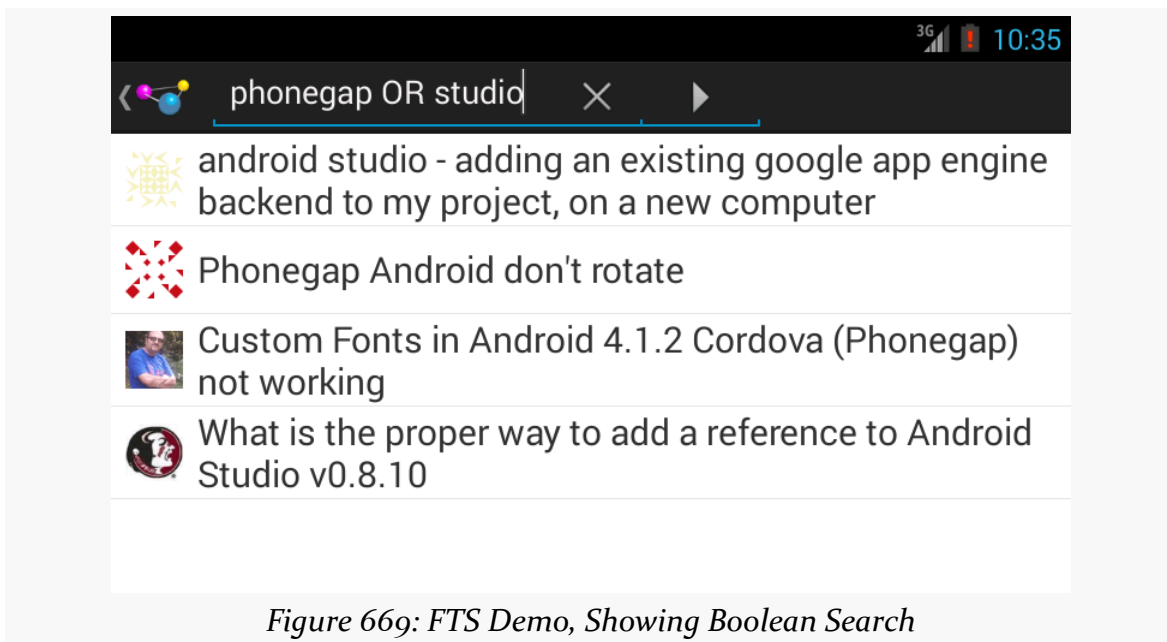 3G 10:35
phonegap OR studio
android studio - adding an existing google app engine
backend to my project, on a new computer
Phonegap Android don't rotate
Custom Fonts in Android 4.1.2 Cordova (Phonegap)
not working
What is the proper way to add a reference to Android
Studio v0.8.10
Figure 669: FTS Demo, Showing Boolean Search